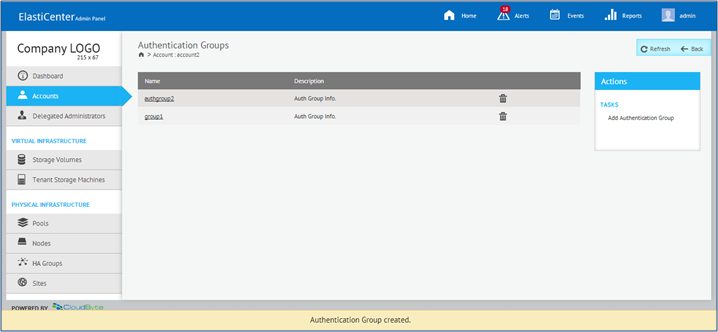 ElastiCenter Admin Panel
Home
18
Alerts
Events
Reports
admin
Company LOGO
215 x 67
Dashboard
Accounts
Delegated Administrators
VIRTUAL INFRASTRUCTURE
Storage Volumes
Tenant Storage Machines
PHYSICAL INFRASTRUCTURE
Pools
Nodes
HA Groups
Sites
POWERED BY CloudByte
Authentication Groups
> Account : account2
Refresh
Back
Name Description
authgroup2 Auth Group Info.
group1 Auth Group Info.
Actions
TASKS
Add Authentication Group
Authentication Group created.